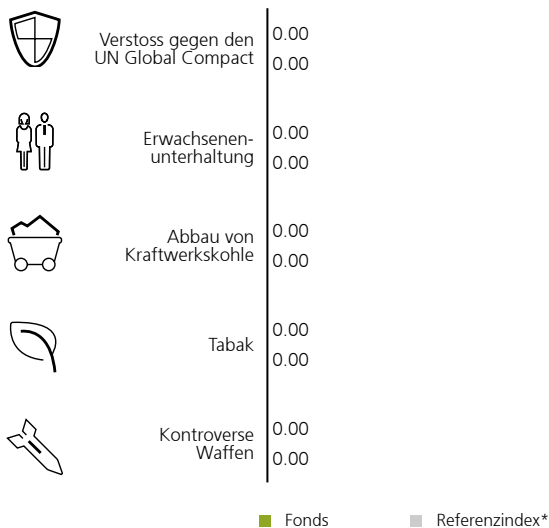 Verstoss gegen den
UN Global Compact
0.00
0.00
Erwachsenen-
unterhaltung
0.00
0.00
Abbau von
Kraftwerkskohle
0.00
0.00
Tabak
0.00
0.00
Kontroverse
Waffen
0.00
0.00
Fonds
Referenzindex*